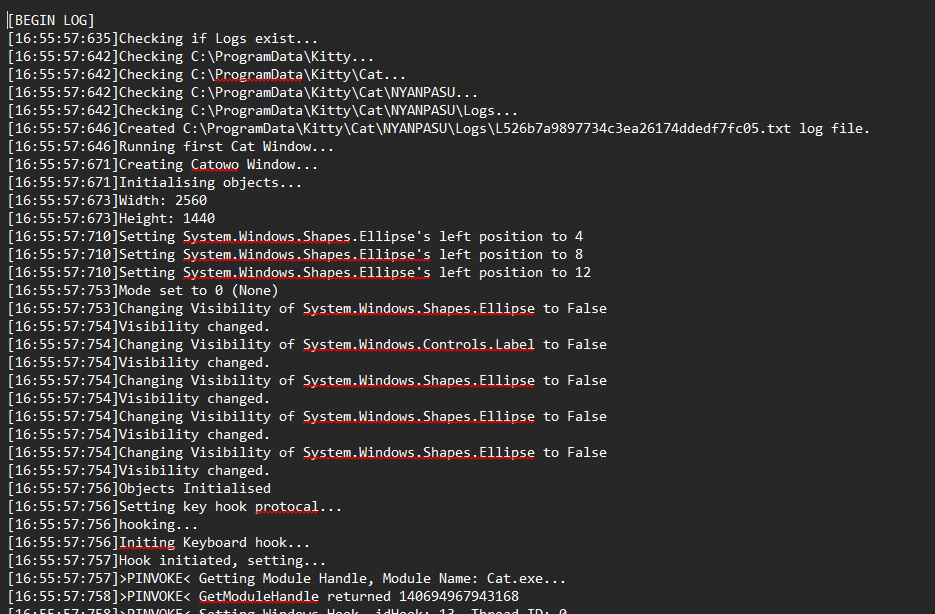 [BEGIN LOG]
[16:55:57:635]Checking if Logs exist...
[16:55:57:642]Checking C:\ProgramData\Kitty...
[16:55:57:642]Checking C:\ProgramData\Kitty\Cat...
[16:55:57:642]Checking C:\ProgramData\Kitty\Cat\NYANPASU...
[16:55:57:642]Checking C:\ProgramData\Kitty\Cat\NYANPASU\Logs...
[16:55:57:646]Created C:\ProgramData\Kitty\Cat\NYANPASU\Logs\L526b7a9897734c3ea26174ddedf7fc05.txt log file.
[16:55:57:646]Running first Cat Window...
[16:55:57:671]Creating Catowo Window...
[16:55:57:671]Initialising objects...
[16:55:57:673]Width: 2560
[16:55:57:673]Height: 1440
[16:55:57:710]Setting System.Windows.Shapes.Ellipse's left position to 4
[16:55:57:710]Setting System.Windows.Shapes.Ellipse's left position to 8
[16:55:57:710]Setting System.Windows.Shapes.Ellipse's left position to 12
[16:55:57:753]Mode set to 0 (None)
[16:55:57:753]Changing Visibility of System.Windows.Shapes.Ellipse to False
[16:55:57:754]Visibility changed.
[16:55:57:754]Changing Visibility of System.Windows.Controls.Label to False
[16:55:57:754]Visibility changed.
[16:55:57:754]Changing Visibility of System.Windows.Shapes.Ellipse to False
[16:55:57:754]Visibility changed.
[16:55:57:754]Changing Visibility of System.Windows.Shapes.Ellipse to False
[16:55:57:754]Visibility changed.
[16:55:57:754]Changing Visibility of System.Windows.Shapes.Ellipse to False
[16:55:57:754]Visibility changed.
[16:55:57:756]Objects Initialised
[16:55:57:756]Setting key hook protocal...
[16:55:57:756]hooking...
[16:55:57:756]Initing Keyboard hook...
[16:55:57:757]Hook initiated, setting...
[16:55:57:757]>PINVOKE< Getting Module Handle, Module Name: Cat.exe...
[16:55:57:758]>PINVOKE< GetModuleHandle returned 140694967943168
[16:55:57:758]>PINVOKE< Setting Windows Hook, idHook: 13, Thread ID: 0